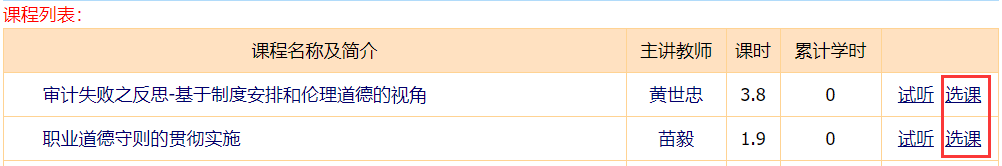 课程列表：
课程名称及简介 主讲教师 课时 累计学时
审计失败之反思-基于制度安排和伦理道德的视角 黄世忠 3.8 0 试听 选课
职业道德守则的贯彻实施 苗毅 1.9 0 试听 选课